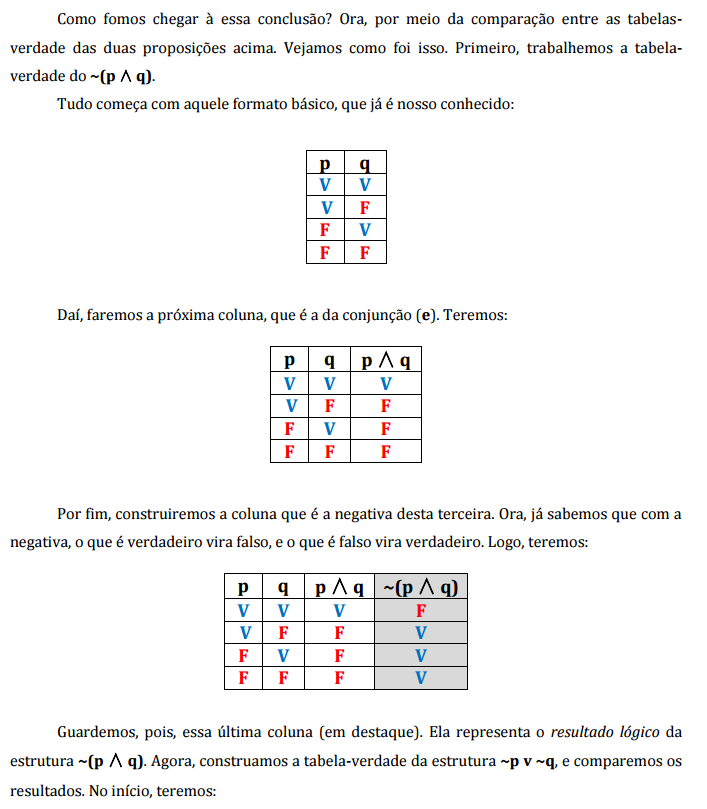 Como fomos chegar à essa conclusão? Ora, por meio da comparação entre as tabelas-
verdade das duas proposições acima. Vejamos como foi isso. Primeiro, trabalhemos a tabela-
verdade do ~(p ∧ q).
Tudo começa com aquele formato básico, que já é nosso conhecido:
p q
V V
V F
F V
F F
Daí, faremos a próxima coluna, que é a da conjunção (e). Teremos:
p q p ∧ q
V V V
V F F
F V F
F F F
Por fim, construiremos a coluna que é a negativa desta terceira. Ora, já sabemos que com a
negativa, o que é verdadeiro vira falso, e o que é falso vira verdadeiro. Logo, teremos:
p q p ∧ q ~(p ∧ q)
V V V F
V F F V
F V F V
F F F V
Guardemos, pois, essa última coluna (em destaque). Ela representa o resultado lógico da
estrutura ~(p ∧ q). Agora, construamos a tabela-verdade da estrutura ~p v ~q, e comparemos os
resultados. No início, teremos: